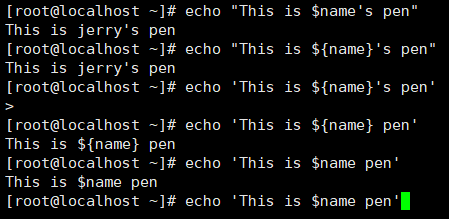 [root@localhost ~]# echo "This is $name's pen"
This is jerry's pen
[root@localhost ~]# echo "This is ${name}'s pen"
This is jerry's pen
[root@localhost ~]# echo 'This is ${name}'s pen'
>
[root@localhost ~]# echo 'This is ${name} pen'
This is ${name} pen
[root@localhost ~]# echo 'This is $name pen'
This is $name pen
[root@localhost ~]# echo 'This is $name pen'